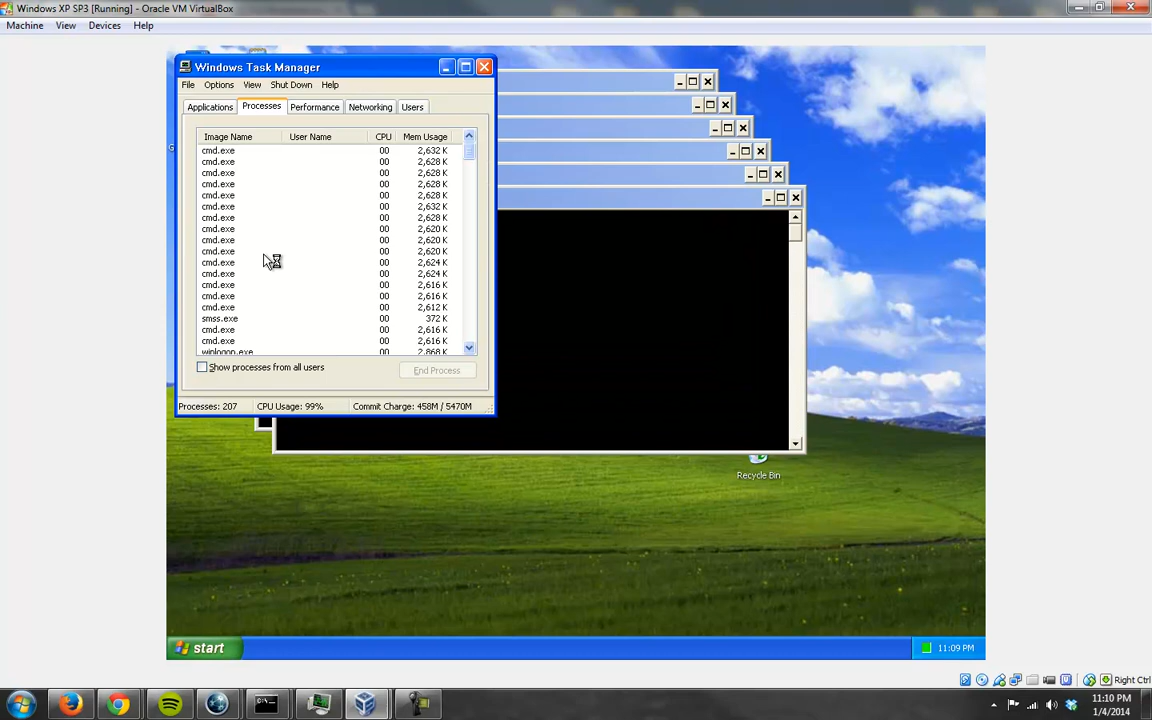 Windows XP SP3 [Running] - Oracle VM VirtualBox
Machine View Devices Help
Windows Task Manager
File Options View Shut Down Help
Applications Processes Performance Networking Users
Image Name User Name CPU Mem Usage
cmd.exe 00 2,632 K
cmd.exe 00 2,628 K
cmd.exe 00 2,628 K
cmd.exe 00 2,628 K
cmd.exe 00 2,628 K
cmd.exe 00 2,632 K
cmd.exe 00 2,628 K
cmd.exe 00 2,620 K
cmd.exe 00 2,620 K
cmd.exe 00 2,620 K
cmd.exe 00 2,624 K
cmd.exe 00 2,624 K
cmd.exe 00 2,616 K
cmd.exe 00 2,616 K
cmd.exe 00 2,612 K
smss.exe 00 372 K
cmd.exe 00 2,616 K
cmd.exe 00 2,616 K
winlogon.exe 00 2,868 K
Show processes from all users
End Process
Processes: 207 CPU Usage: 99% Commit Charge: 458M / 5470M
Recycle Bin
start
11:09 PM
Right Ctrl
11:10 PM
1/4/2014